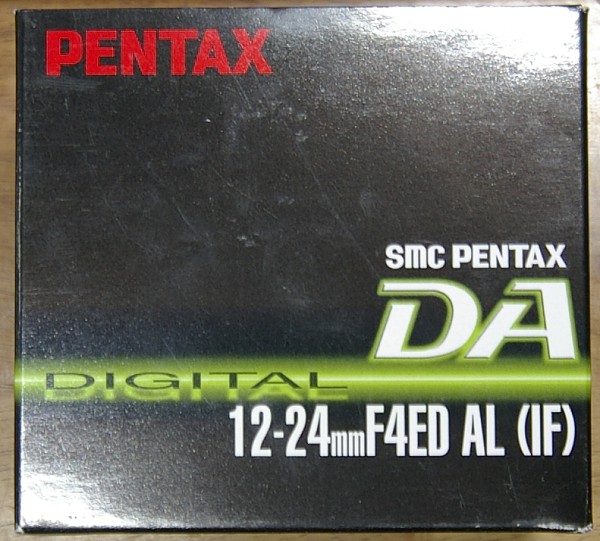 PENTAX
smc PENTAX
DA
DIGITAL
12-24mmF4ED AL (IF)